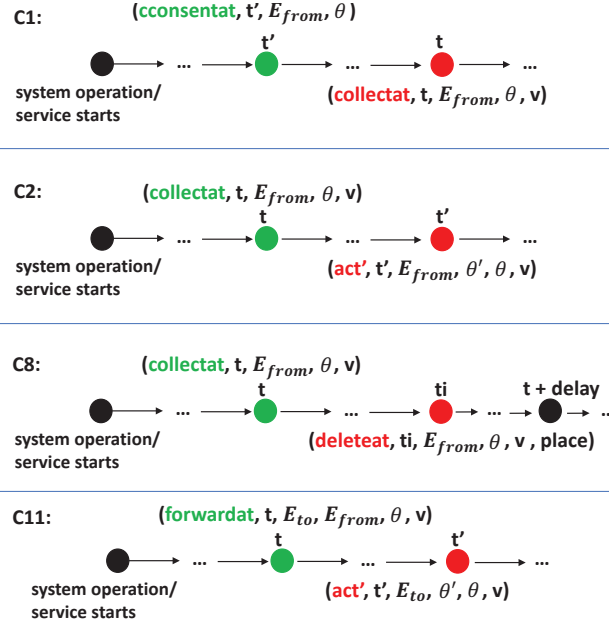 C1:
(cconsentat, t', E_from, θ)
t'
t
... ... ...
system operation/
service starts
(collectat, t, E_from, θ, v)
C2:
(collectat, t, E_from, θ, v)
t
t'
... ... ...
system operation/
service starts
(act', t', E_from, θ', θ, v)
C8:
(collectat, t, E_from, θ, v)
t
ti
t + delay
... ... ... ..
system operation/
service starts
(deleteat, ti, E_from, θ, v , place)
C11:
(forwardat, t, E_to, E_from, θ, v)
t
t'
... ... ...
system operation/
service starts
(act', t', E_to, θ', θ, v)